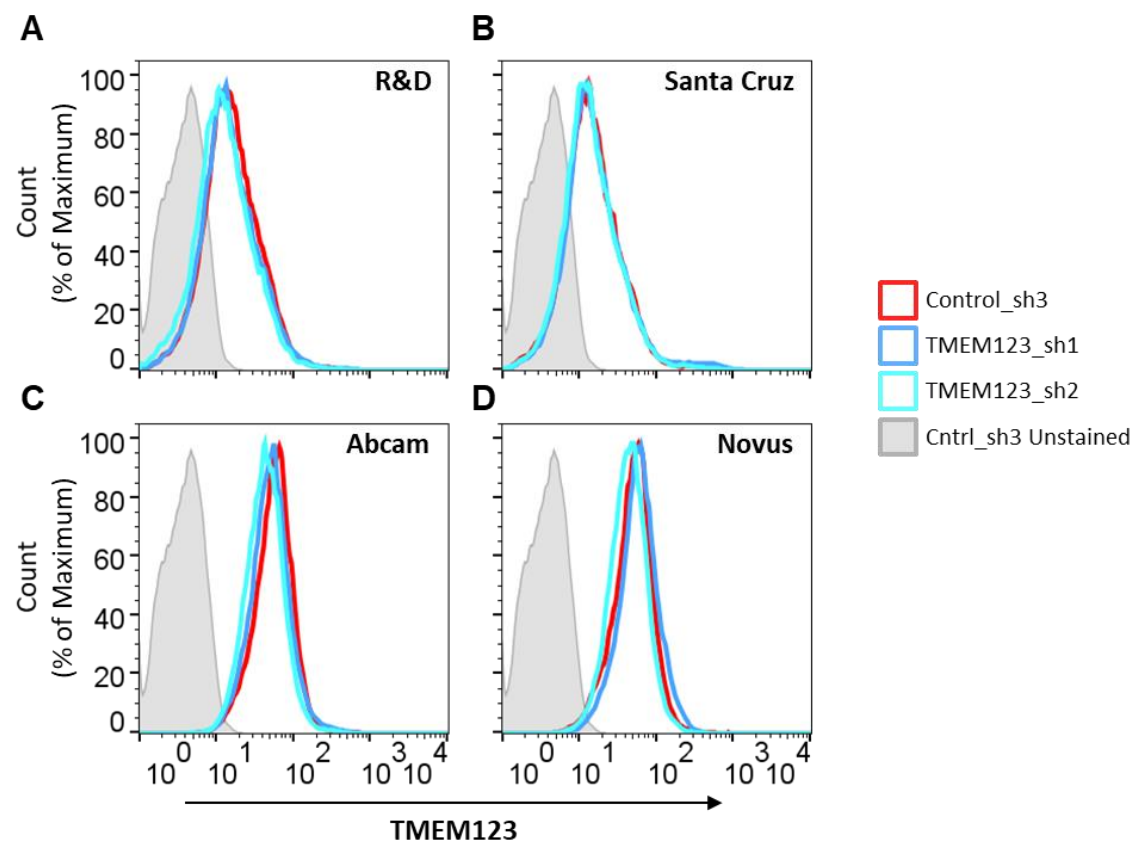 A
B
R&D
Santa Cruz
100
80
60
40
20
0
Count
(% of Maximum)
Control_sh3
TMEM123_sh1
TMEM123_sh2
Cntrl_sh3 Unstained
C
D
Abcam
Novus
100
80
60
40
20
0
Count
(% of Maximum)
10^0 10^1 10^2 10^3 10^4
10^0 10^1 10^2 10^3 10^4
TMEM123